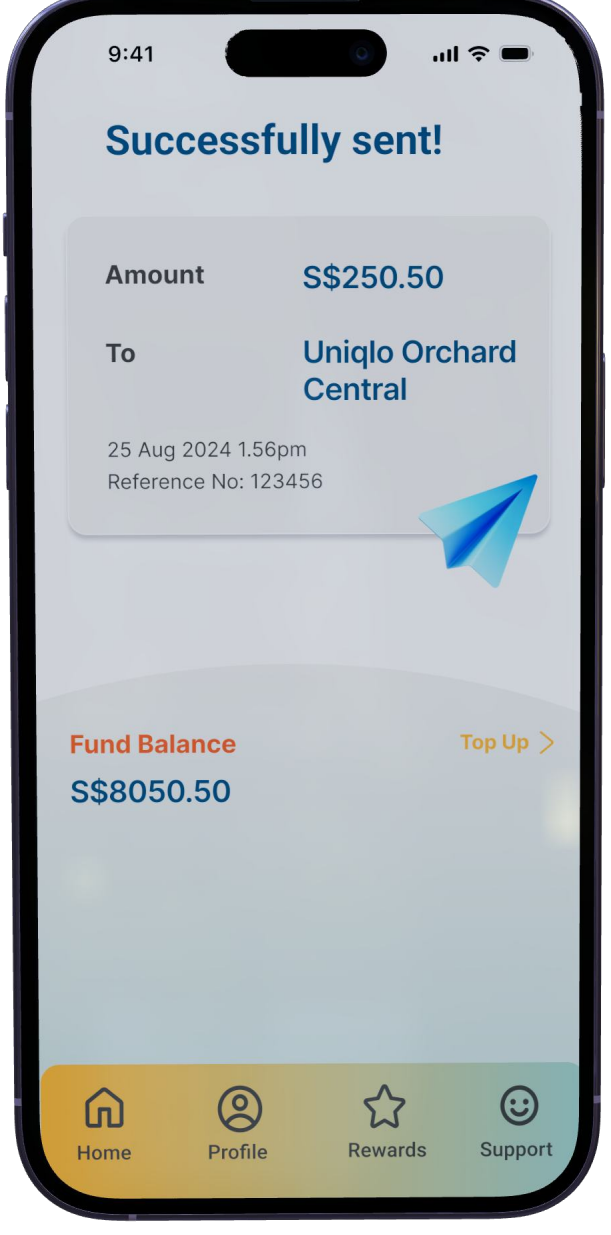 9:41
Successfully sent!
Amount S$250.50
To Uniqlo Orchard
Central
25 Aug 2024 1.56pm
Reference No: 123456
Fund Balance Top Up
S$8050.50
Home Profile Rewards Support